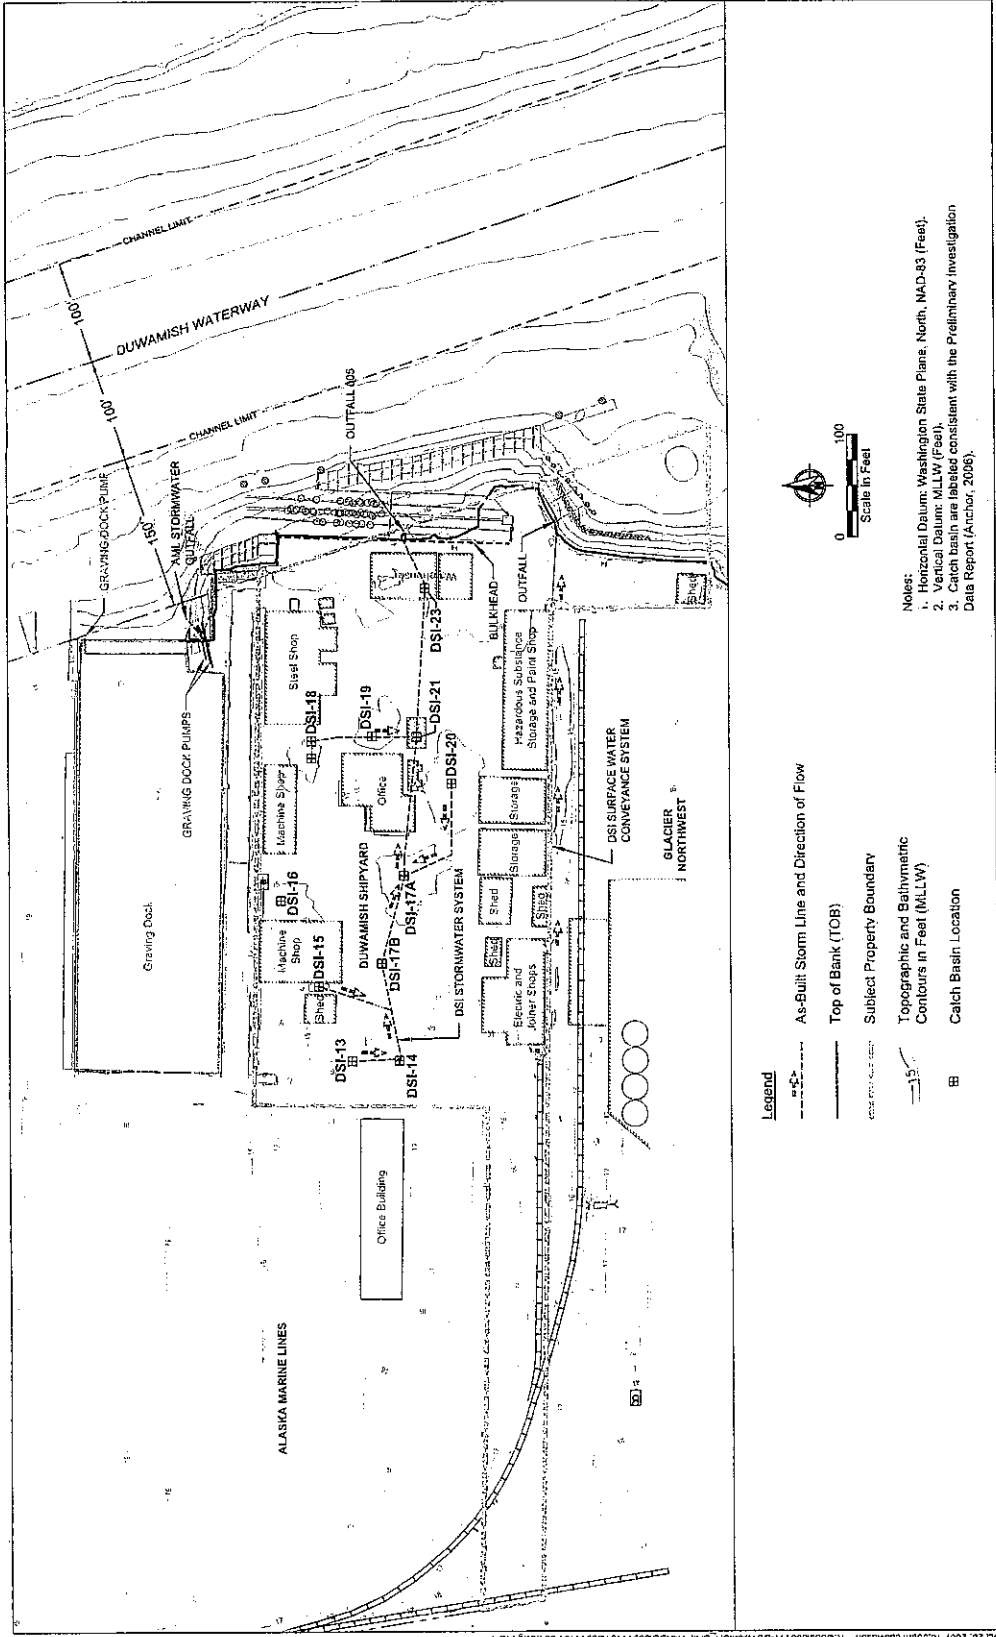 CHANNEL LIMIT
100'
DUWAMISH WATERWAY
100'
CHANNEL LIMIT
150'
GRAVING DOCK PUMP
AML STORMWATER
OUTFALL
OUTFALL 005
GRAVING DOCK PUMPS
Graving Dock
Steel Shop
Warehouse
DSI-23
BULKHEAD
OUTFALL
Shed
DSI-18
DSI-19
DSI-21
DSI-20
Hazardous Substance
Storage and Paint Shop
Machine Shop
Office
Storage
Storage
DSI SURFACE WATER
CONVEYANCE SYSTEM
GLACIER
NORTHWEST
DSI-16
DUWAMISH SHIPYARD
DSI-17A
Shed
Shed
Machine
Shop
DSI-15
DSI-17B
DSI STORMWATER SYSTEM
Shed
Shed
Electric and
Joiner Shops
DSI-13
DSI-14
Office Building
ALASKA MARINE LINES
Legend
As-Built Storm Line and Direction of Flow
Top of Bank (TOB)
Subject Property Boundary
15
Topographic and Bathymetric
Contours in Feet (MLLW)
Catch Basin Location
0
100
Scale in Feet
Notes:
1. Horizontal Datum: Washington State Plane, North, NAD-83 (Feet).
2. Vertical Datum: MLLW (Feet).
3. Catch basin are labeled consistent with the Preliminary Investigation
Data Report (Anchor, 2006).